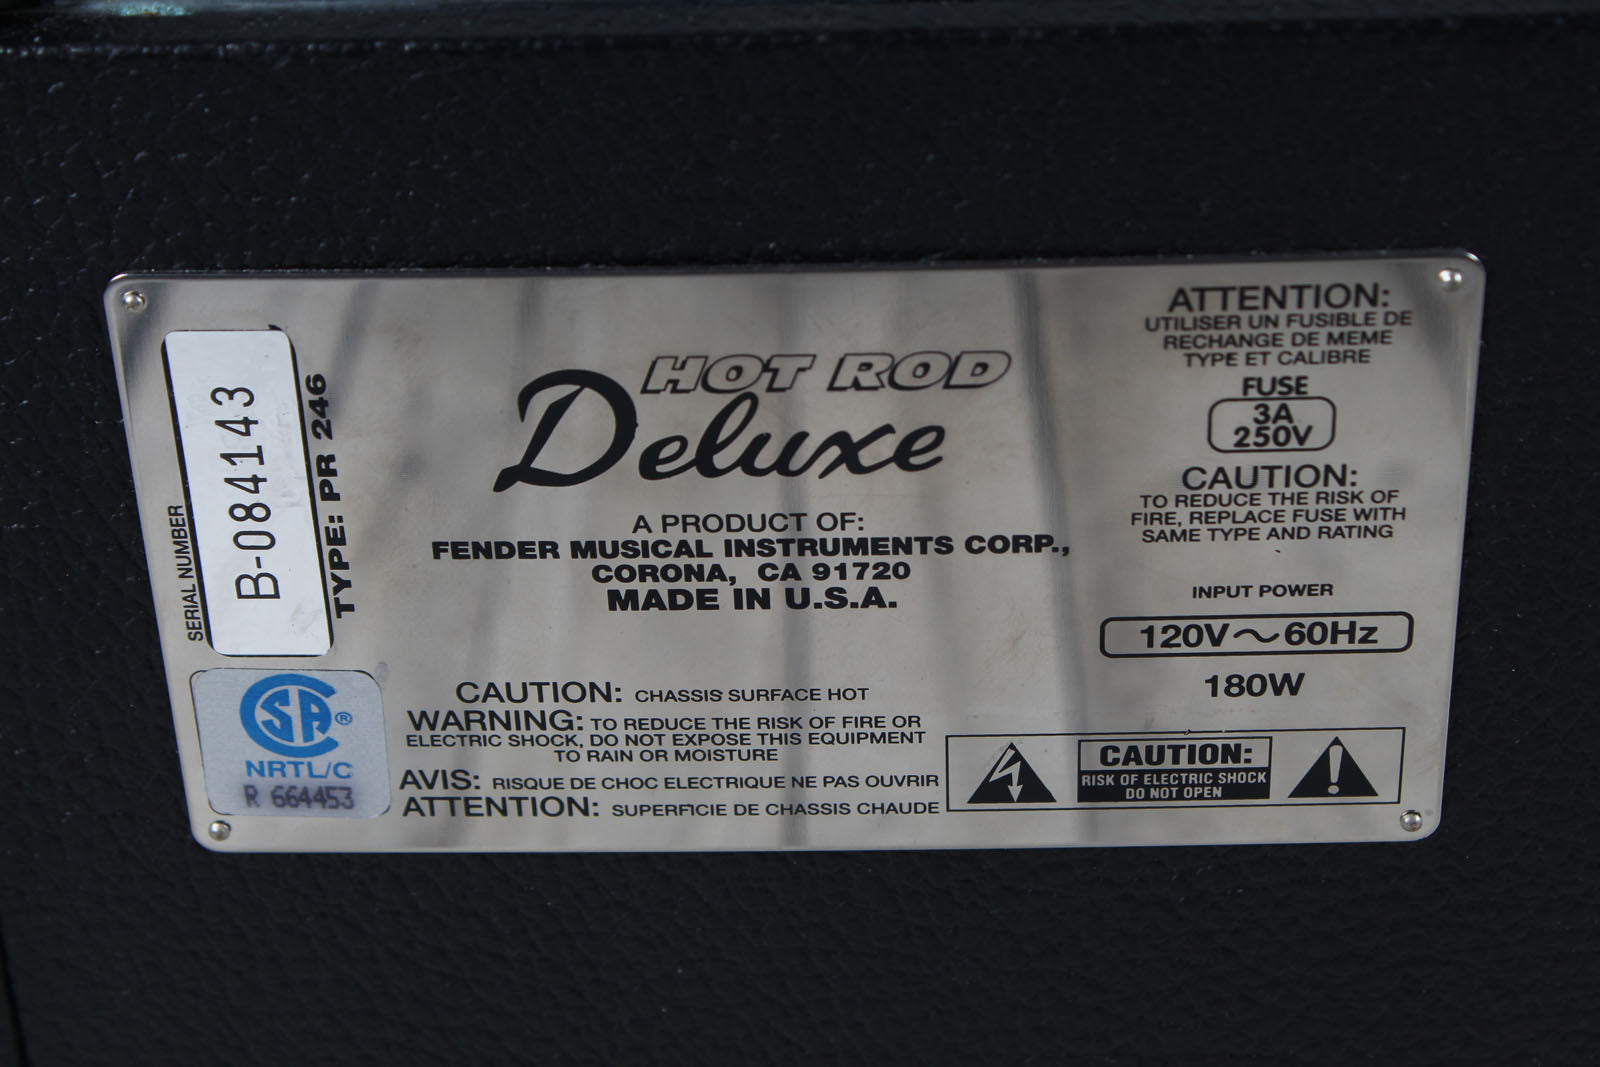 SERIAL NUMBER
B-084143
TYPE: PR 246
CSA®
NRTL/C
R 664453
HOT ROD
Deluxe
A PRODUCT OF:
FENDER MUSICAL INSTRUMENTS CORP.,
CORONA, CA 91720
MADE IN U.S.A.
CAUTION: CHASSIS SURFACE HOT
WARNING: TO REDUCE THE RISK OF FIRE OR
ELECTRIC SHOCK, DO NOT EXPOSE THIS EQUIPMENT
TO RAIN OR MOISTURE
AVIS: RISQUE DE CHOC ELECTRIQUE NE PAS OUVRIR
ATTENTION: SUPERFICIE DE CHASSIS CHAUDE
ATTENTION:
UTILISER UN FUSIBLE DE
RECHANGE DE MEME
TYPE ET CALIBRE
FUSE
3A
250V
CAUTION:
TO REDUCE THE RISK OF
FIRE, REPLACE FUSE WITH
SAME TYPE AND RATING
INPUT POWER
120V~60Hz
180W
CAUTION:
RISK OF ELECTRIC SHOCK
DO NOT OPEN